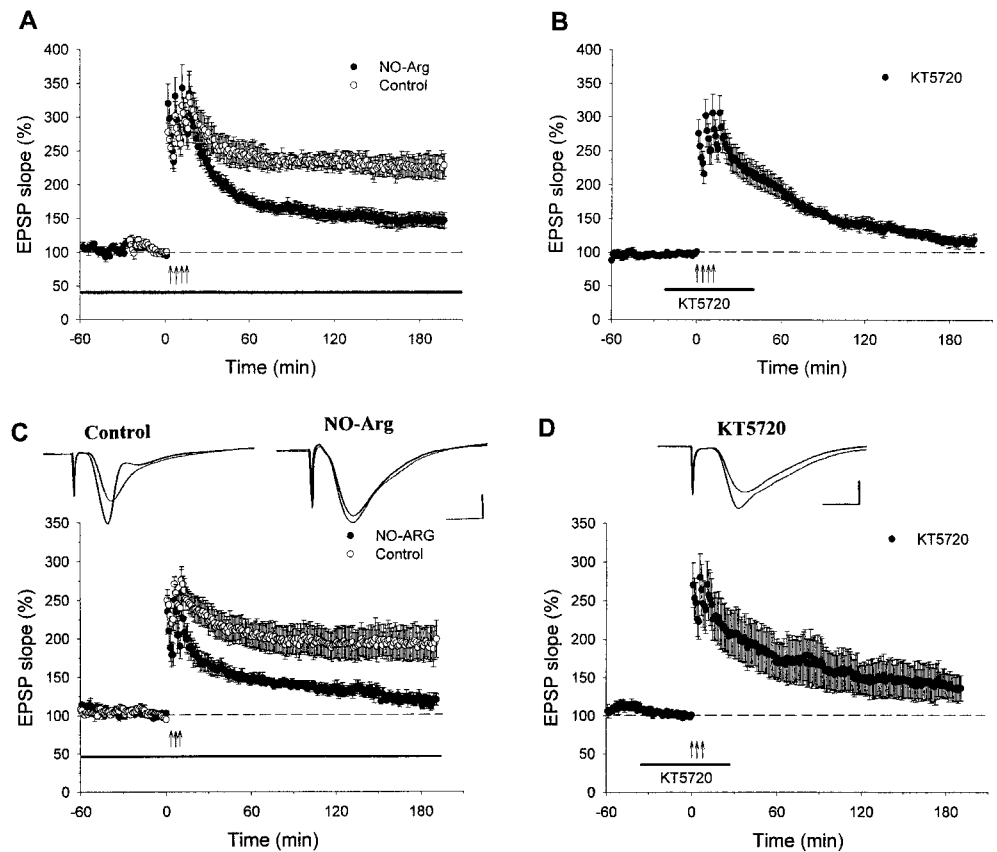 A
NO-Arg
Control
EPSP slope (%)
400
350
300
250
200
150
100
50
0
-60 0 60 120 180
Time (min)
B
KT5720
EPSP slope (%)
400
350
300
250
200
150
100
50
0
KT5720
-60 0 60 120 180
Time (min)
C
Control
NO-Arg
NO-ARG
Control
EPSP slope (%)
350
300
250
200
150
100
50
0
-60 0 60 120 180
Time (min)
D
KT5720
KT5720
EPSP slope (%)
350
300
250
200
150
100
50
0
KT5720
-60 0 60 120 180
Time (min)